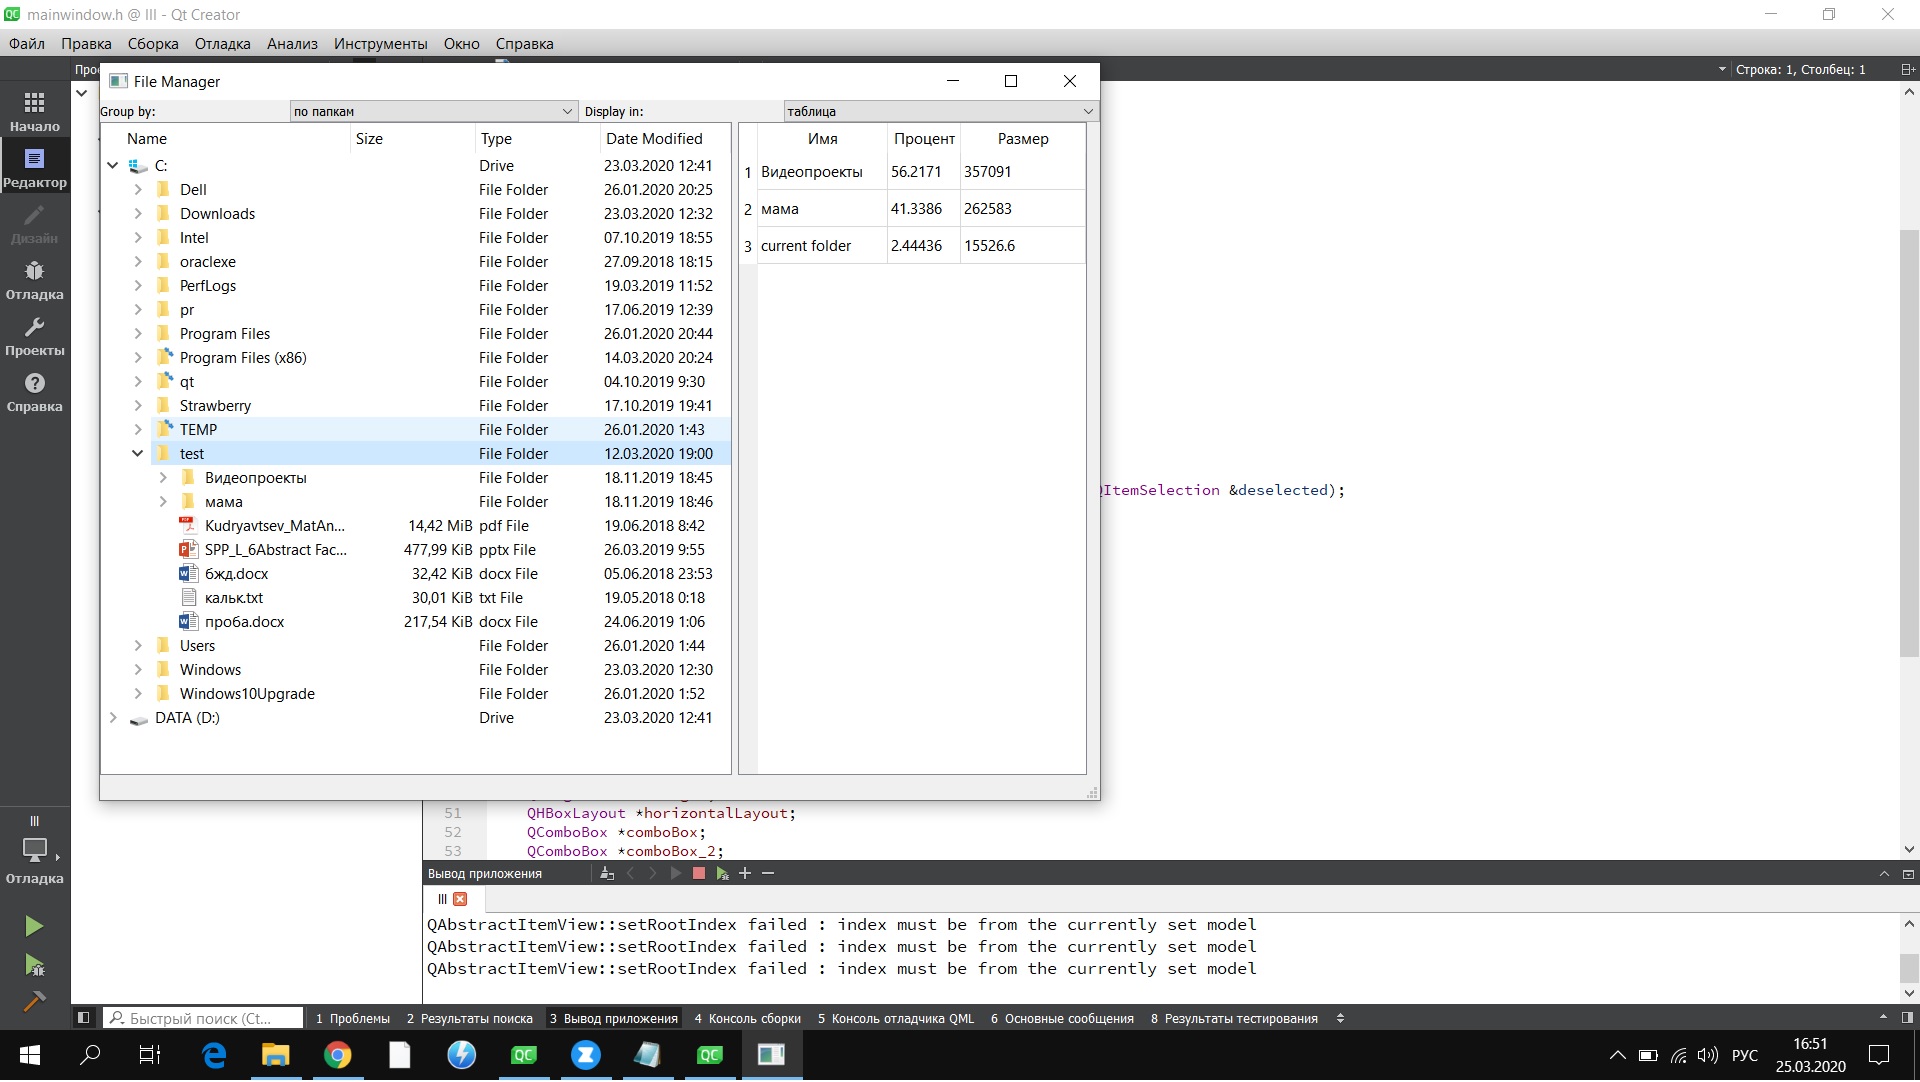 mainwindow.h @ lll - Qt Creator
Файл Правка Сборка Отладка Анализ Инструменты Окно Справка
Строка: 1, Столбец: 1
File Manager
Group by: по папкам Display in: таблица
Name Size Type Date Modified
C: Drive 23.03.2020 12:41
Dell File Folder 26.01.2020 20:25
Downloads File Folder 23.03.2020 12:32
Intel File Folder 07.10.2019 18:55
oraclexe File Folder 27.09.2018 18:15
PerfLogs File Folder 19.03.2019 11:52
pr File Folder 17.06.2019 12:39
Program Files File Folder 26.01.2020 20:44
Program Files (x86) File Folder 14.03.2020 20:24
qt File Folder 04.10.2019 9:30
Strawberry File Folder 17.10.2019 19:41
TEMP File Folder 26.01.2020 1:43
test File Folder 12.03.2020 19:00
Видеопроекты File Folder 18.11.2019 18:45
мама File Folder 18.11.2019 18:46
Kudryavtsev_MatAn... 14,42 MiB pdf File 19.06.2018 8:42
SPP_L_6Abstract Fac... 477,99 KiB pptx File 26.03.2019 9:55
бжд.docx 32,42 KiB docx File 05.06.2018 23:53
кальк.txt 30,01 KiB txt File 19.05.2018 0:18
проба.docx 217,54 KiB docx File 24.06.2019 1:06
Users File Folder 26.01.2020 1:44
Windows File Folder 23.03.2020 12:30
Windows10Upgrade File Folder 26.01.2020 1:52
DATA (D:) Drive 23.03.2020 12:41
Имя Процент Размер
1 Видеопроекты 56.2171 357091
2 мама 41.3386 262583
3 current folder 2.44436 15526.6
Начало
Редактор
Дизайн
Отладка
Проекты
Справка
lll
Отладка
QItemSelection &deselected);
51 QHBoxLayout *horizontalLayout;
52 QComboBox *comboBox;
53 QComboBox *comboBox_2;
Вывод приложения
lll
QAbstractItemView::setRootIndex failed : index must be from the currently set model
QAbstractItemView::setRootIndex failed : index must be from the currently set model
QAbstractItemView::setRootIndex failed : index must be from the currently set model
Быстрый поиск (Ct... 1 Проблемы 2 Результаты поиска 3 Вывод приложения 4 Консоль сборки 5 Консоль отладчика QML 6 Основные сообщения 8 Результаты тестирования
РУС
16:51
25.03.2020